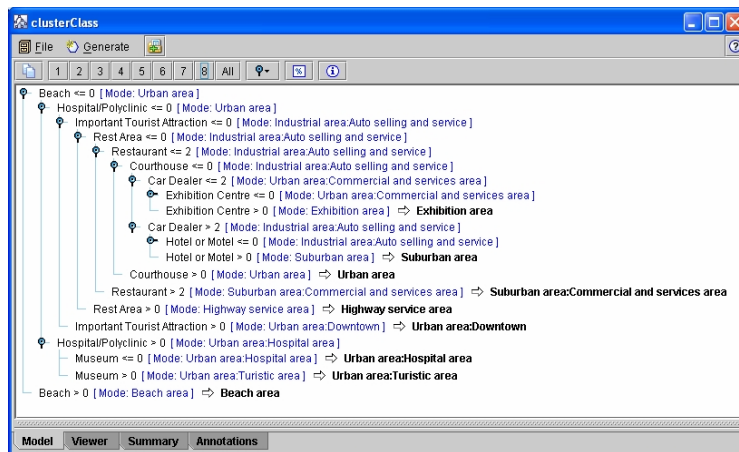 clusterClass
File Generate
1 2 3 4 5 6 7 8 All %
Beach <= 0 [ Mode: Urban area ]
Hospital/Polyclinic <= 0 [ Mode: Urban area ]
Important Tourist Attraction <= 0 [ Mode: Industrial area:Auto selling and service ]
Rest Area <= 0 [ Mode: Industrial area:Auto selling and service ]
Restaurant <= 2 [ Mode: Industrial area:Auto selling and service ]
Courthouse <= 0 [ Mode: Industrial area:Auto selling and service ]
Car Dealer <= 2 [ Mode: Urban area:Commercial and services area ]
Exhibition Centre <= 0 [ Mode: Urban area:Commercial and services area ]
Exhibition Centre > 0 [ Mode: Exhibition area ] ⇨ Exhibition area
Car Dealer > 2 [ Mode: Industrial area:Auto selling and service ]
Hotel or Motel <= 0 [ Mode: Industrial area:Auto selling and service ]
Hotel or Motel > 0 [ Mode: Suburban area ] ⇨ Suburban area
Courthouse > 0 [ Mode: Urban area ] ⇨ Urban area
Restaurant > 2 [ Mode: Suburban area:Commercial and services area ] ⇨ Suburban area:Commercial and services area
Rest Area > 0 [ Mode: Highway service area ] ⇨ Highway service area
Important Tourist Attraction > 0 [ Mode: Urban area:Downtown ] ⇨ Urban area:Downtown
Hospital/Polyclinic > 0 [ Mode: Urban area:Hospital area ]
Museum <= 0 [ Mode: Urban area:Hospital area ] ⇨ Urban area:Hospital area
Museum > 0 [ Mode: Urban area:Turistic area ] ⇨ Urban area:Turistic area
Beach > 0 [ Mode: Beach area ] ⇨ Beach area
Model Viewer Summary Annotations